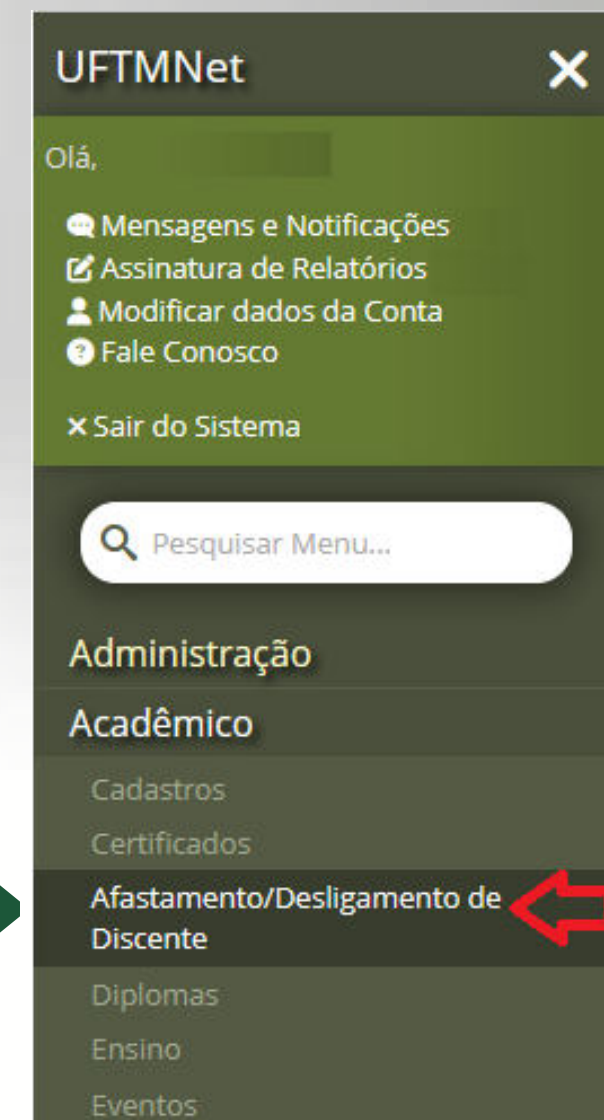 UFTMNet
Olá,
Mensagens e Notificações
Assinatura de Relatórios
Modificar dados da Conta
Fale Conosco
Sair do Sistema
Pesquisar Menu...
Administração
Acadêmico
Cadastros
Certificados
Afastamento/Desligamento de
Discente
Diplomas
Ensino
Eventos